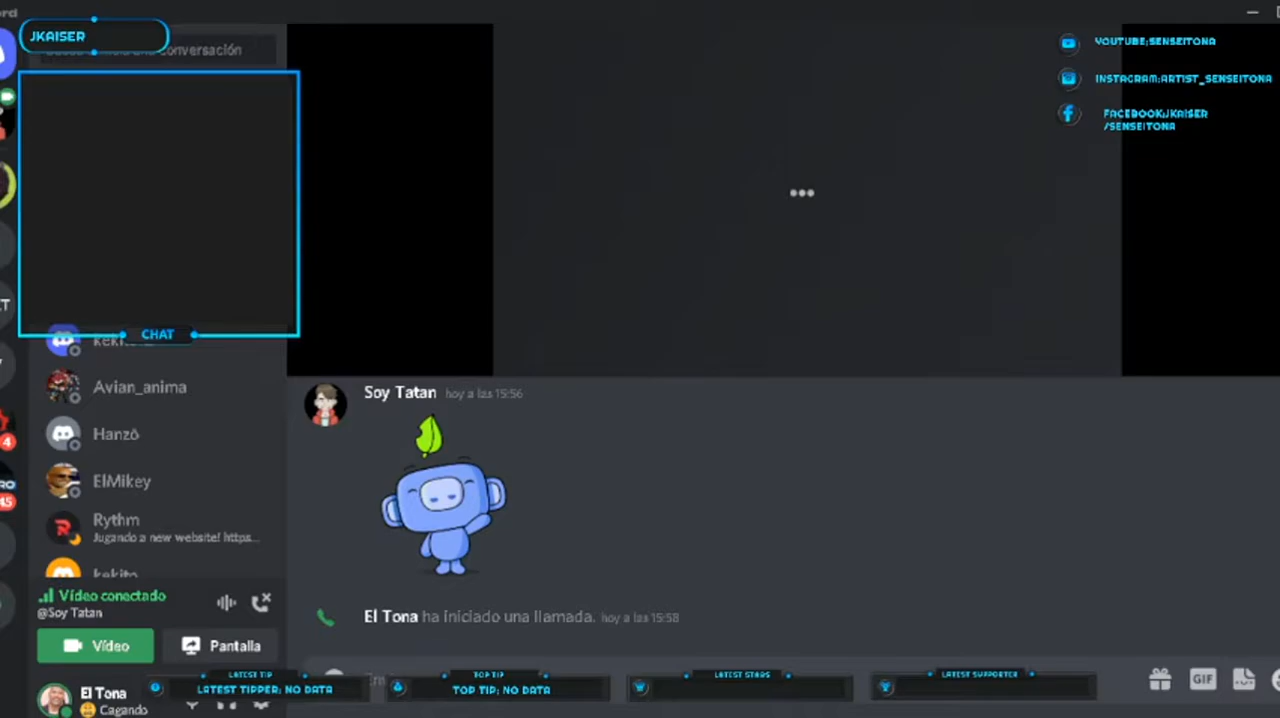 JKAISER
conversación
YOUTUBE:SENSEITONA
INSTAGRAM:ARTIST_SENSEITONA
FACEBOOK:JKAISER
/SENSEITONA
CHAT
Avian_anima
Hanzō
ElMikey
Rythm
Jugando a new website! https...
kekito
4
45
Soy Tatan hoy a las 15:56
El Tona ha iniciado una llamada. hoy a las 15:58
Vídeo conectado
@Soy Tatan
Vídeo
Pantalla
El Tona
Cagando
LATEST TIP
LATEST TIPPER: NO DATA
TOP TIP
TOP TIP: NO DATA
LATEST STARS
LATEST SUPPORTER
GIF